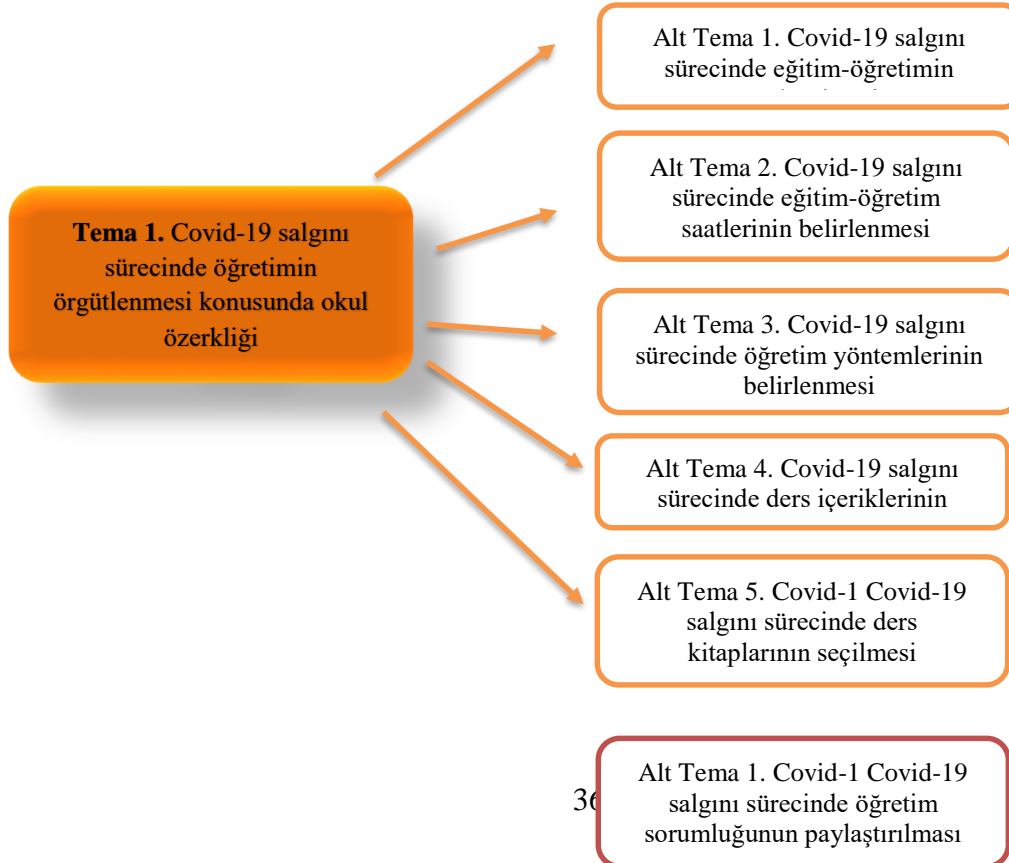 Alt Tema 1. Covid-19 salgını
sürecinde eğitim-öğretimin
Alt Tema 2. Covid-19 salgını
sürecinde eğitim-öğretim
saatlerinin belirlenmesi
Tema 1. Covid-19 salgını
sürecinde öğretimin
örgütlenmesi konusunda okul
özerkliği
Alt Tema 3. Covid-19 salgını
sürecinde öğretim yöntemlerinin
belirlenmesi
Alt Tema 4. Covid-19 salgını
sürecinde ders içeriklerinin
Alt Tema 5. Covid-1 Covid-19
salgını sürecinde ders
kitaplarının seçilmesi
Alt Tema 1. Covid-1 Covid-19
36
salgını sürecinde öğretim
sorumluğunun paylaştırılması